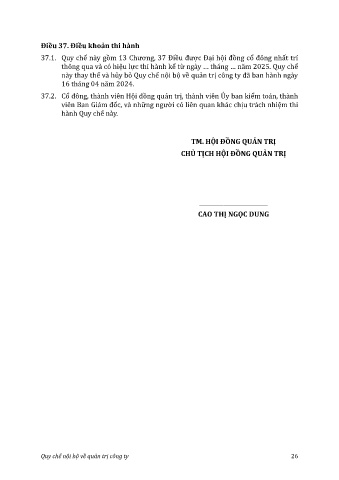 Điều 37. Điều khoản thi hành
37.1. Quy chế này gồm 13 Chương, 37 Điều được Đại hội đồng cổ đông nhất trí
thông qua và có hiệu lực thi hành kể từ ngày … tháng … năm 2025. Quy chế
này thay thế và hủy bỏ Quy chế nội bộ về quản trị công ty đã ban hành ngày
16 tháng 04 năm 2024.
37.2. Cổ đông, thành viên Hội đồng quản trị, thành viên Ủy ban kiểm toán, thành
viên Ban Giám đốc, và những người có liên quan khác chịu trách nhiệm thi
hành Quy chế này.
TM. HỘI ĐỒNG QUẢN TRỊ
CHỦ TỊCH HỘI ĐỒNG QUẢN TRỊ
CAO THỊ NGỌC DUNG
Quy chế nội bộ về quản trị công ty 26